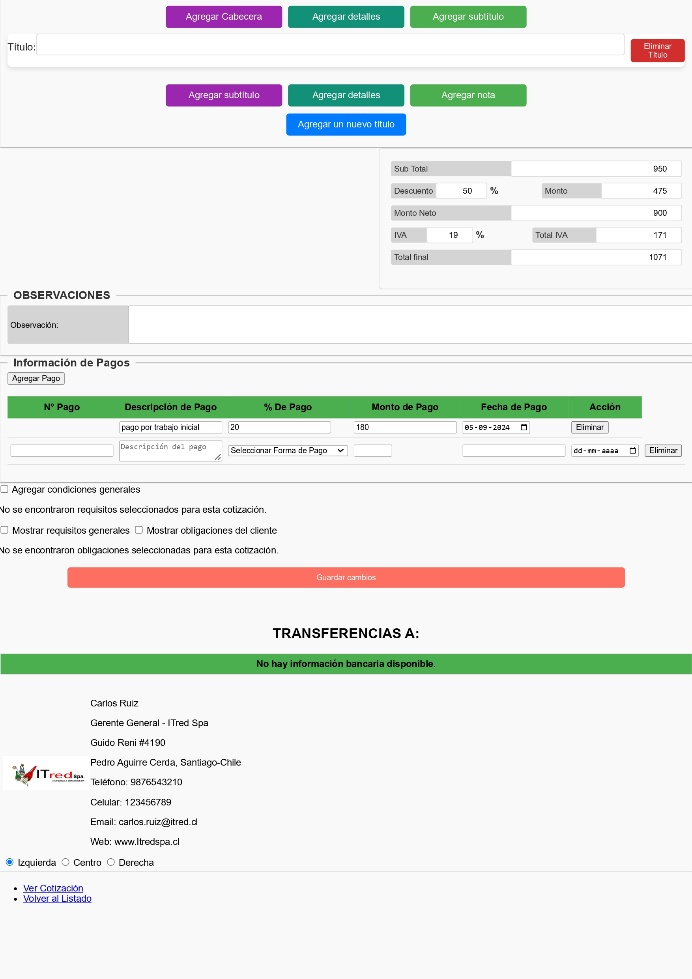 Agregar Cabecera Agregar detalles Agregar subtítulo
Título: Eliminar Título
Agregar subtítulo Agregar detalles Agregar nota
Agregar un nuevo título
Sub Total 950
Descuento 50 % Monto 475
Monto Neto 900
IVA 19 % Total IVA 171
Total final 1071
OBSERVACIONES
Observación:
Información de Pagos
Agregar Pago
N° Pago Descripción de Pago % De Pago Monto de Pago Fecha de Pago Acción
pago por trabajo inicial 20 180 05-09-2024 Eliminar
Descripción del pago Seleccionar Forma de Pago dd-mm-aaaa Eliminar
Agregar condiciones generales
No se encontraron requisitos seleccionados para esta cotización.
Mostrar requisitos generales Mostrar obligaciones del cliente
No se encontraron obligaciones seleccionadas para esta cotización.
Guardar cambios
TRANSFERENCIAS A:
No hay información bancaria disponible.
Carlos Ruiz
Gerente General - ITred Spa
Guido Reni #4190
Pedro Aguirre Cerda, Santiago-Chile
ITred Spa
Teléfono: 9876543210
Celular: 123456789
Email: carlos.ruiz@itred.cl
Web: www.Itredspa.cl
Izquierda Centro Derecha
Ver Cotización
Volver al Listado